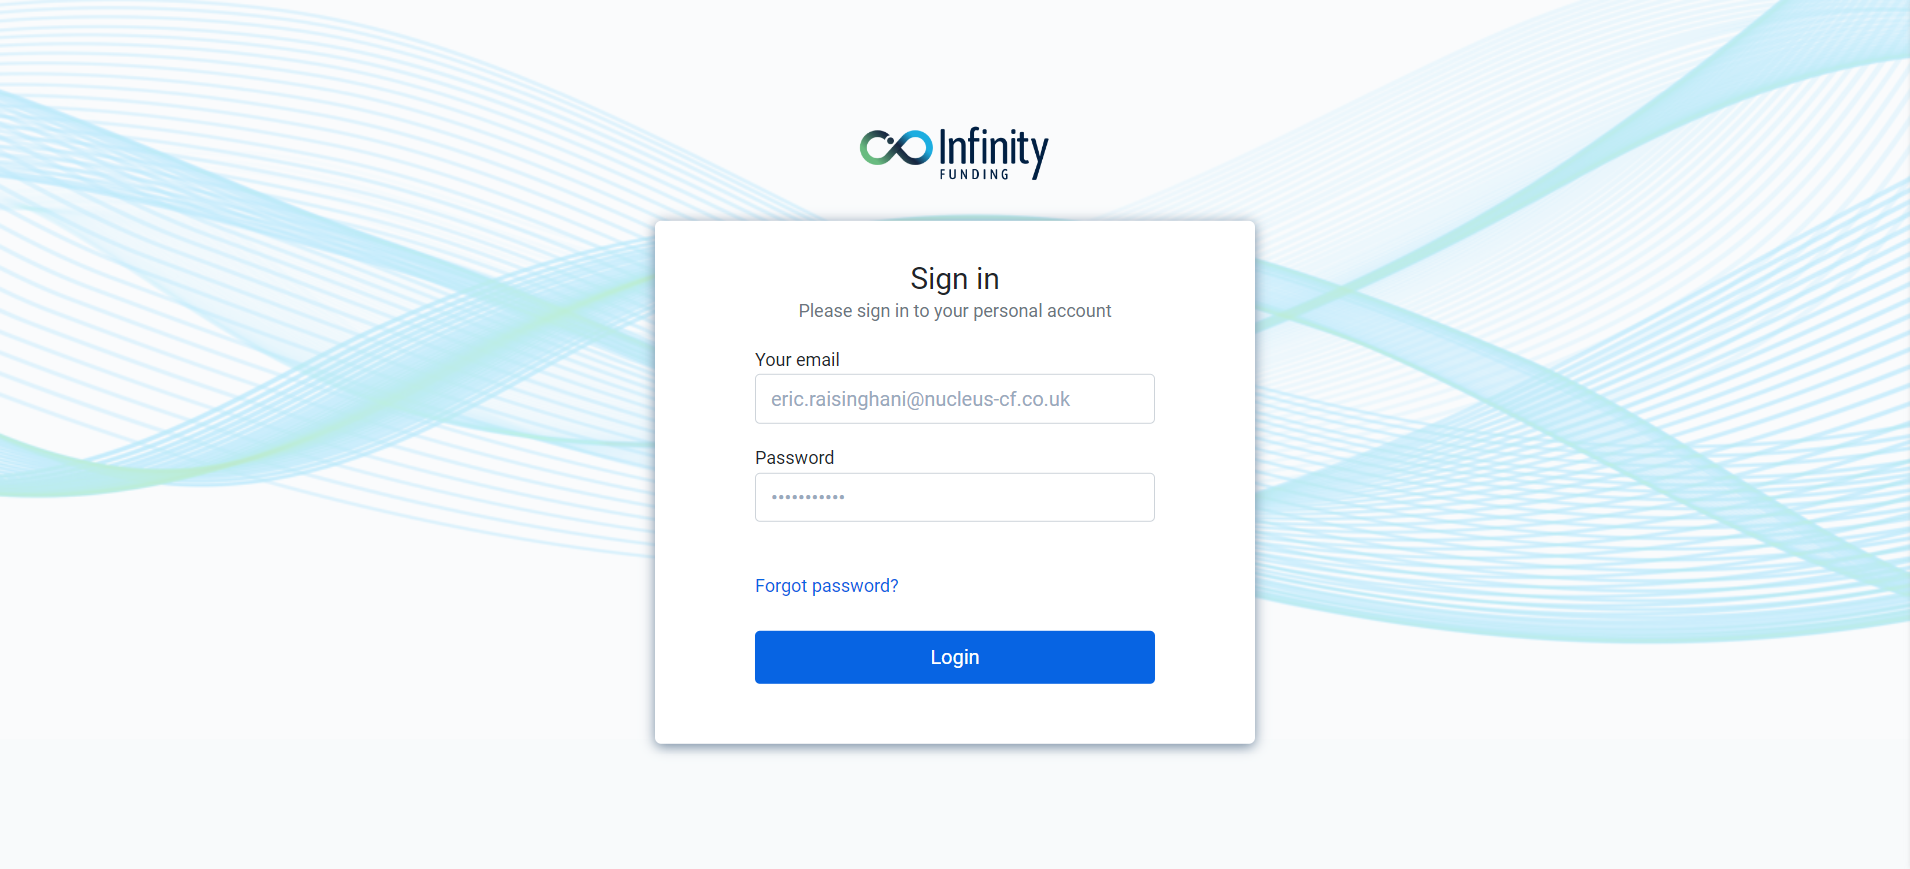 Infinity
FUNDING
Sign in
Please sign in to your personal account
Your email
eric.raisinghani@nucleus-cf.co.uk
Password
•••••••••••
Forgot password?
Login